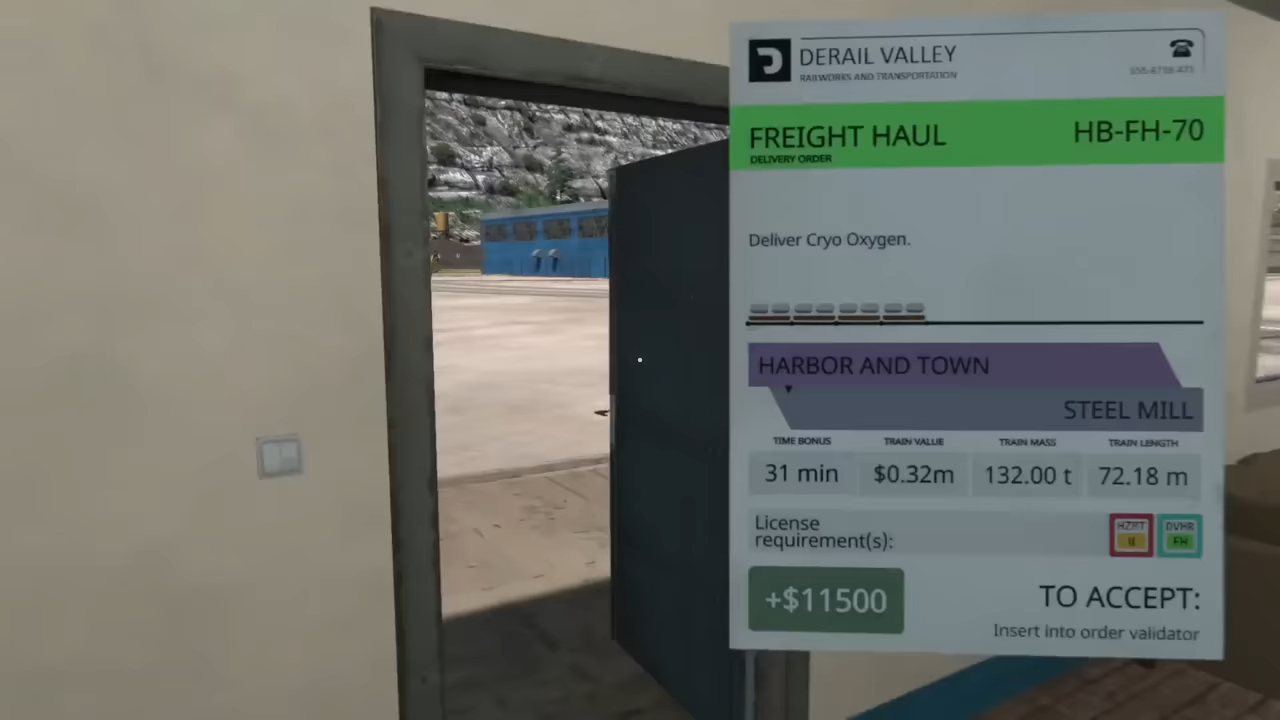 DERAIL VALLEY
RAILWORKS AND TRANSPORTATION
FREIGHT HAUL
HB-FH-70
DELIVERY ORDER
Deliver Cryo Oxygen.
HARBOR AND TOWN
STEEL MILL
TIME BONUS TRAIN VALUE TRAIN MASS TRAIN LENGTH
31 min $0.32m 132.00 t 72.18 m
License
requirement(s):
HZMT DVHR
FH
+$11500
TO ACCEPT:
Insert into order validator